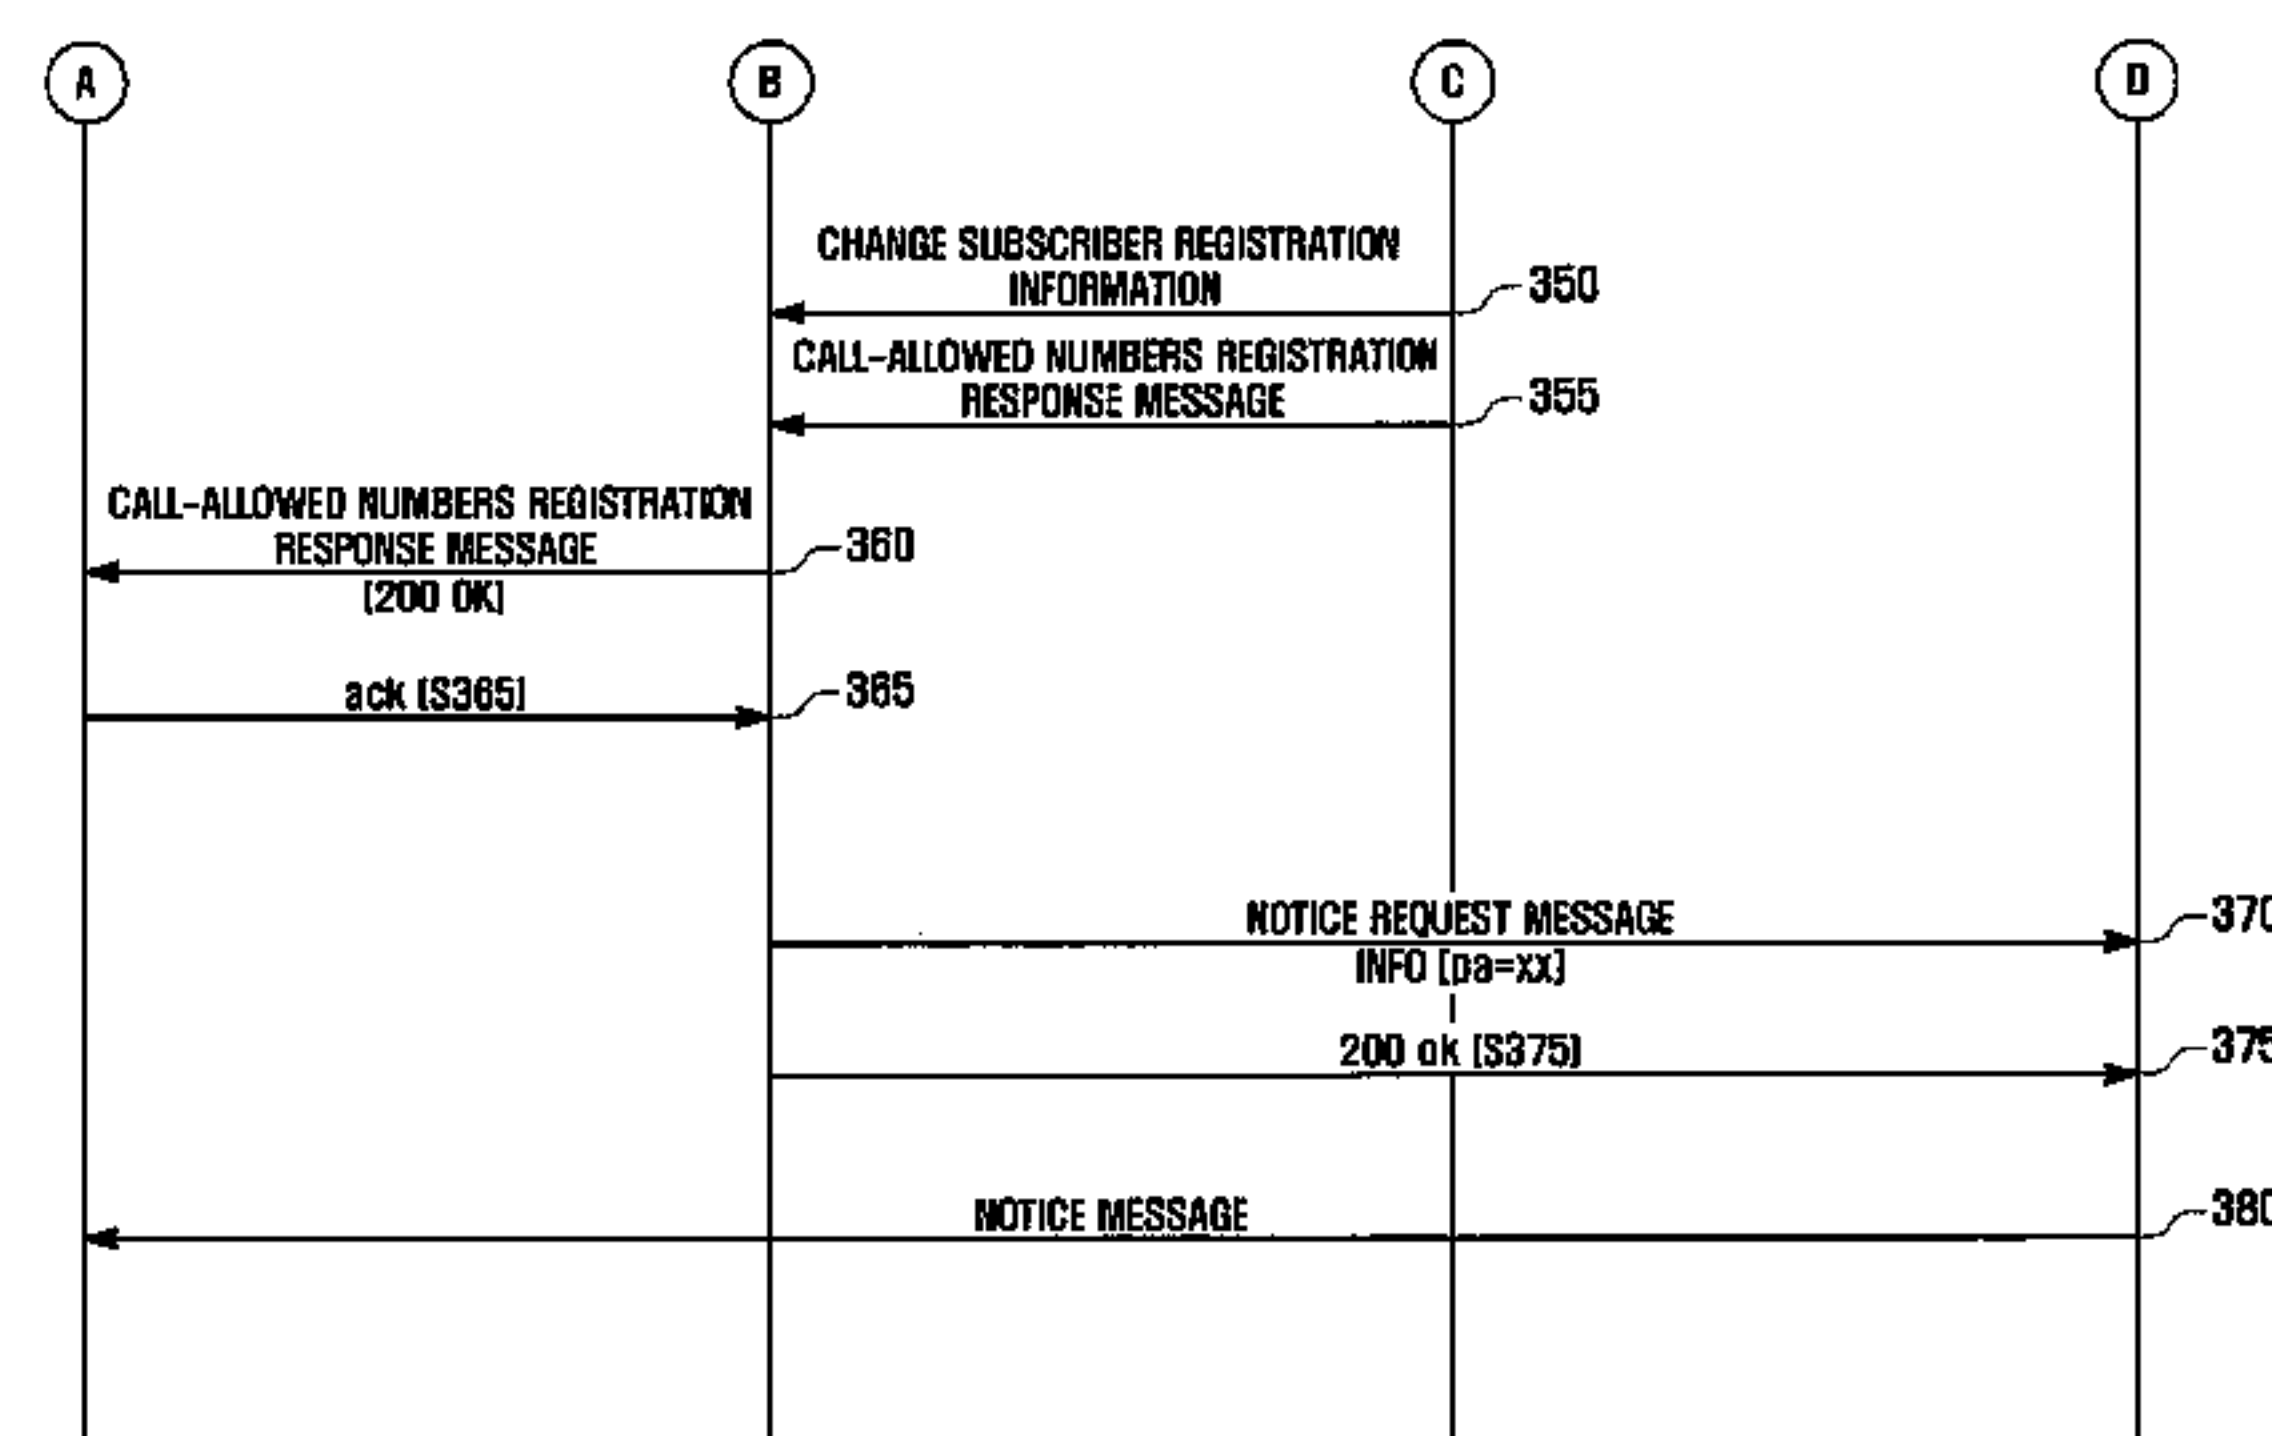 A B C D
CHANGE SUBSCRIBER REGISTRATION
INFORMATION
350
CALL-ALLOWED NUMBERS REGISTRATION
RESPONSE MESSAGE
355
CALL-ALLOWED NUMBERS REGISTRATION
RESPONSE MESSAGE
360
(200 OK)
ack (S365)
365
NOTICE REQUEST MESSAGE
370
INFO (pa=xx)
200 ok (S375)
375
NOTICE MESSAGE
380